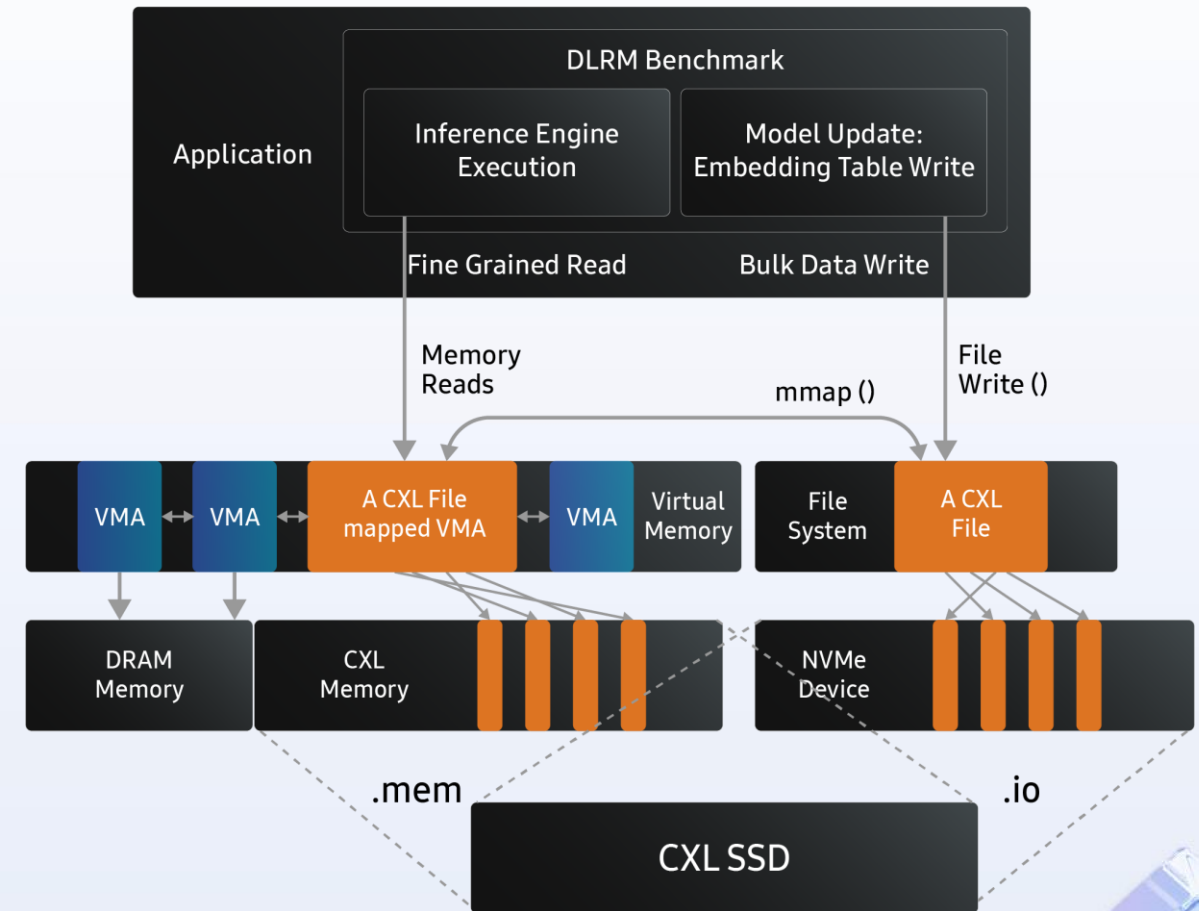 DLRM Benchmark
Application
Inference Engine
Execution
Model Update:
Embedding Table Write
Fine Grained Read
Bulk Data Write
Memory
Reads
mmap ()
File
Write ()
VMA
VMA
A CXL File
mapped VMA
VMA
Virtual
Memory
File
System
A CXL
File
DRAM
Memory
CXL
Memory
NVMe
Device
.mem
.io
CXL SSD